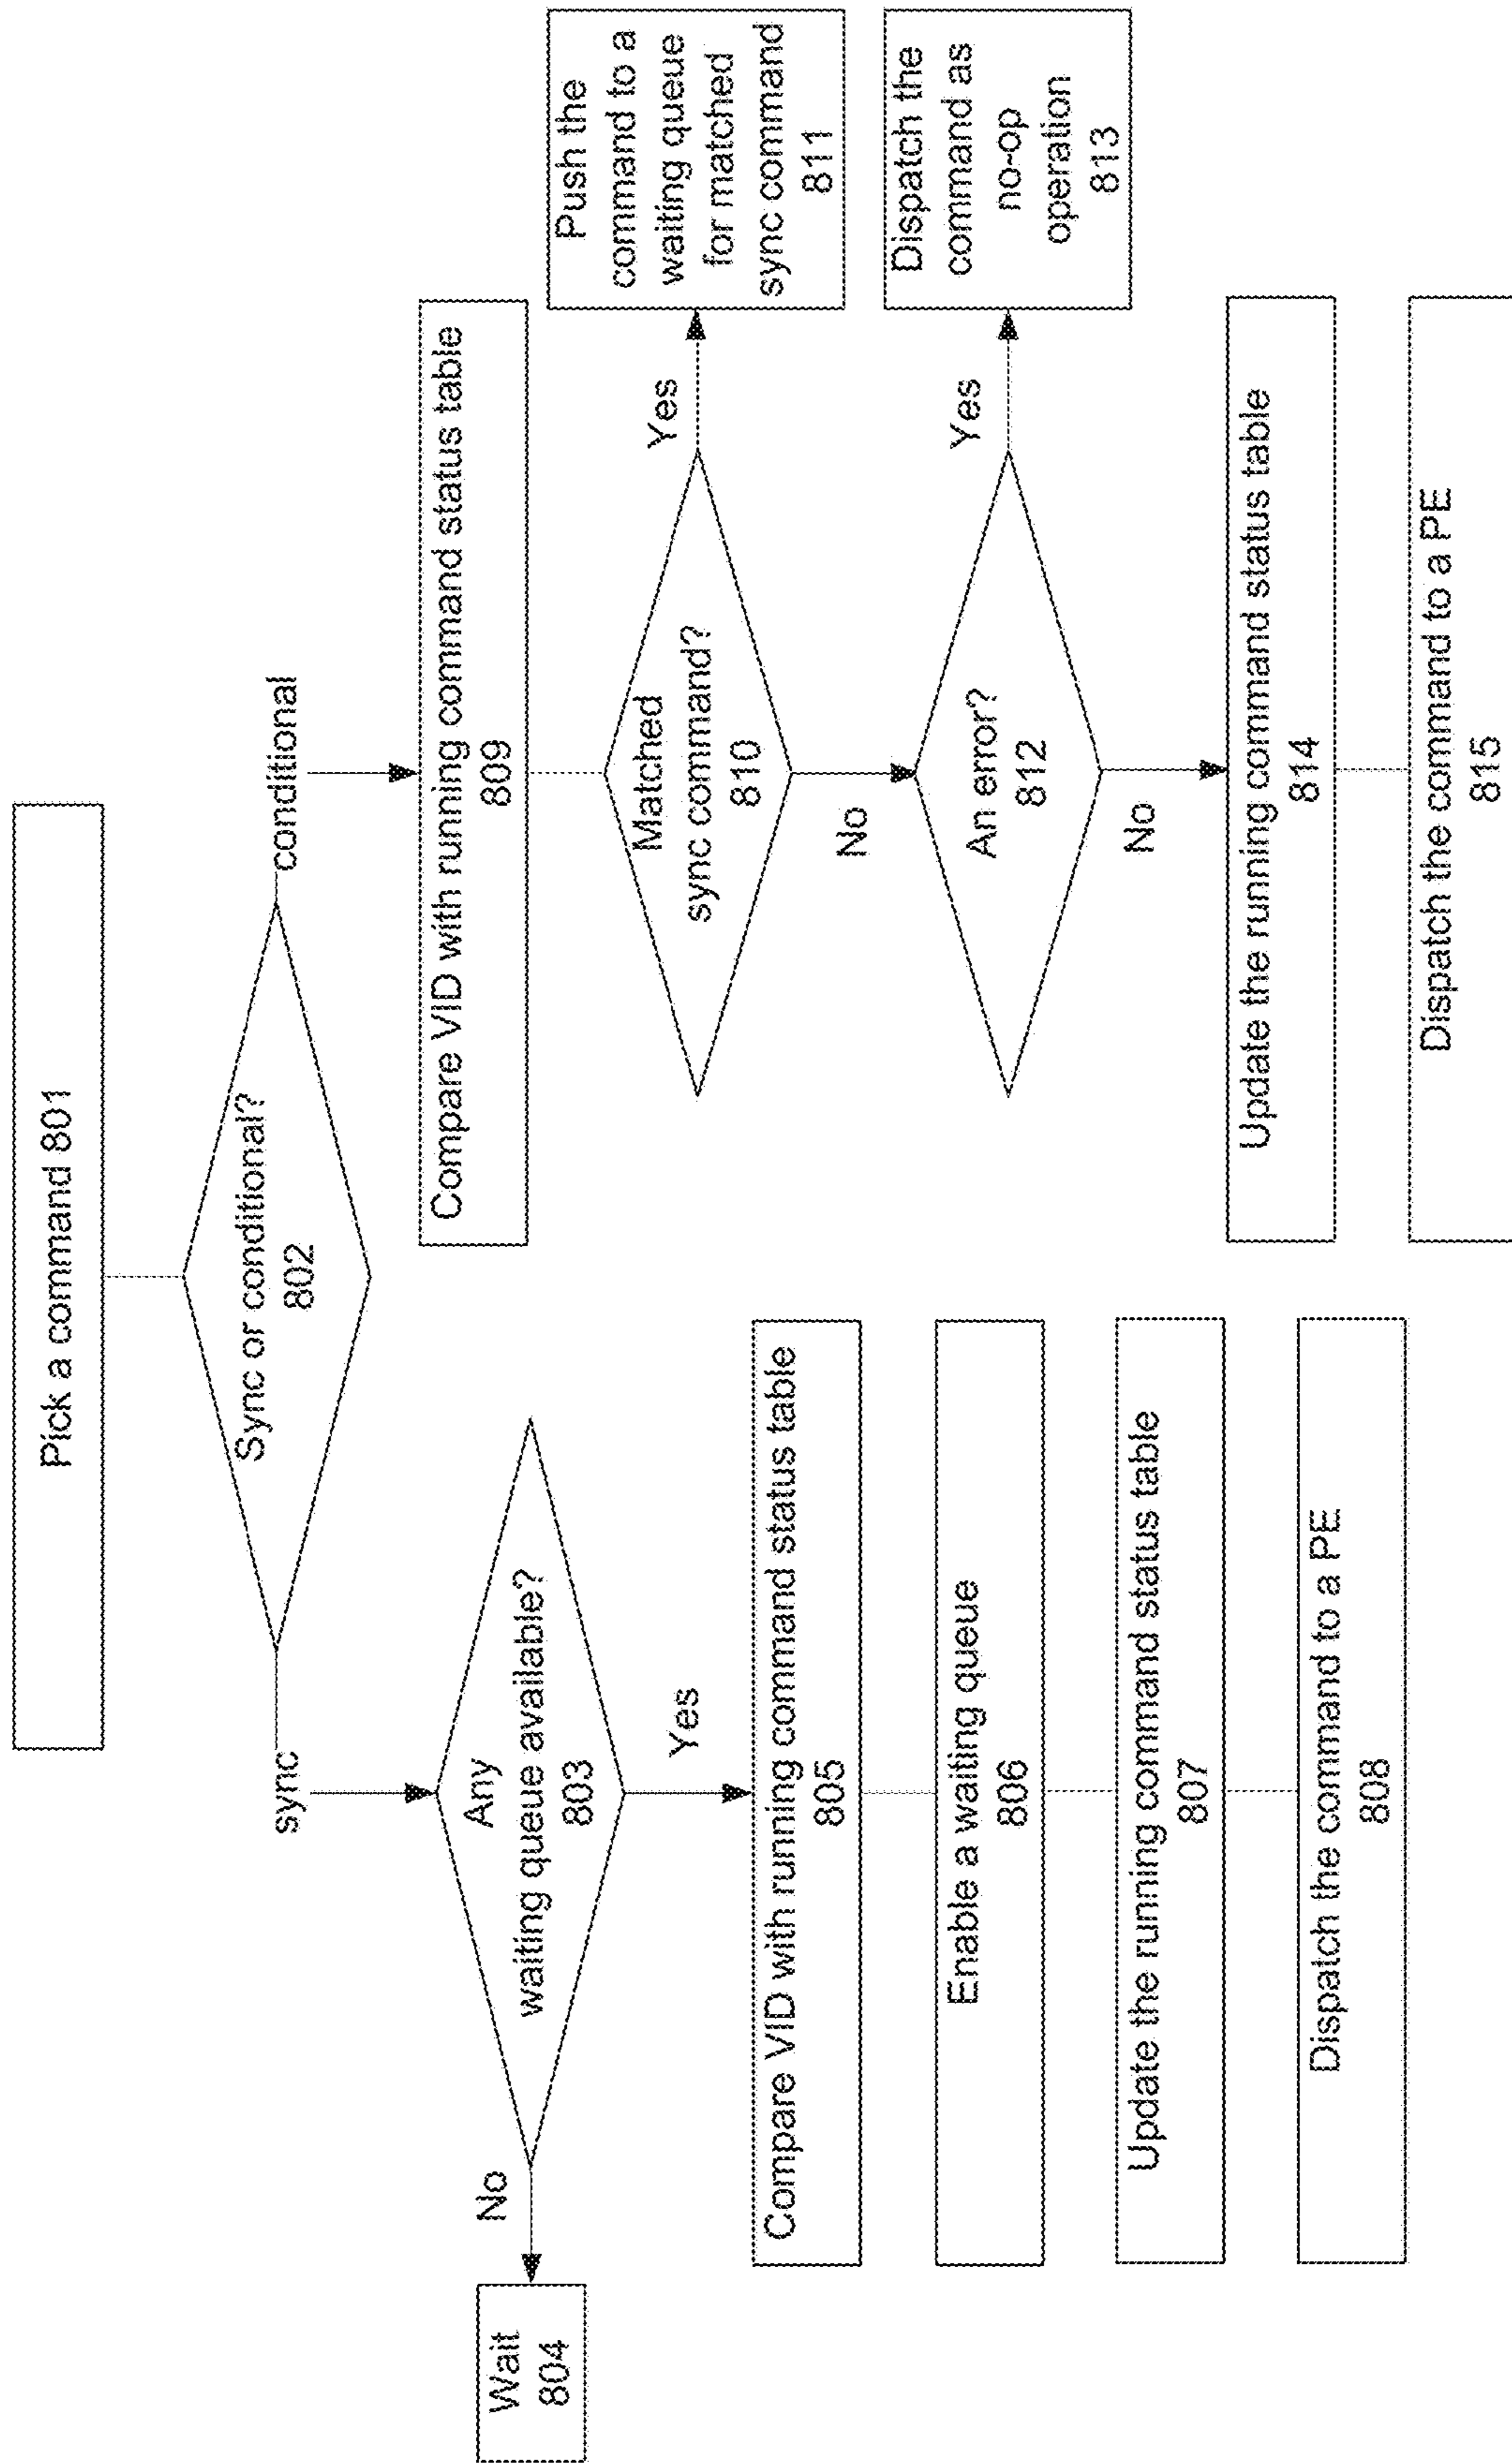 Pick a command 801
Sync or conditional?
802
sync
conditional
Any
waiting queue available?
803
No
Wait
804
Yes
Compare VID with running command status table
805
Enable a waiting queue
806
Update the running command status table
807
Dispatch the command to a PE
808
Compare VID with running command status table
809
Matched
sync command?
810
Yes
Push the
command to a
waiting queue
for matched
sync command
811
No
An error?
812
Yes
Dispatch the
command as
no-op
operation
813
No
Update the running command status table
814
Dispatch the command to a PE
815